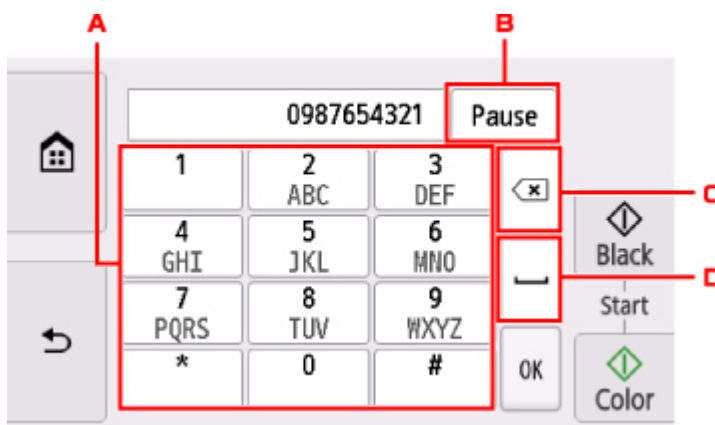 A
B
0987654321
Pause
1
2
ABC
3
DEF
C
4
GHI
5
JKL
6
MNO
Black
D
7
PQRS
8
TUV
9
WXYZ
Start
*
0
#
OK
Color